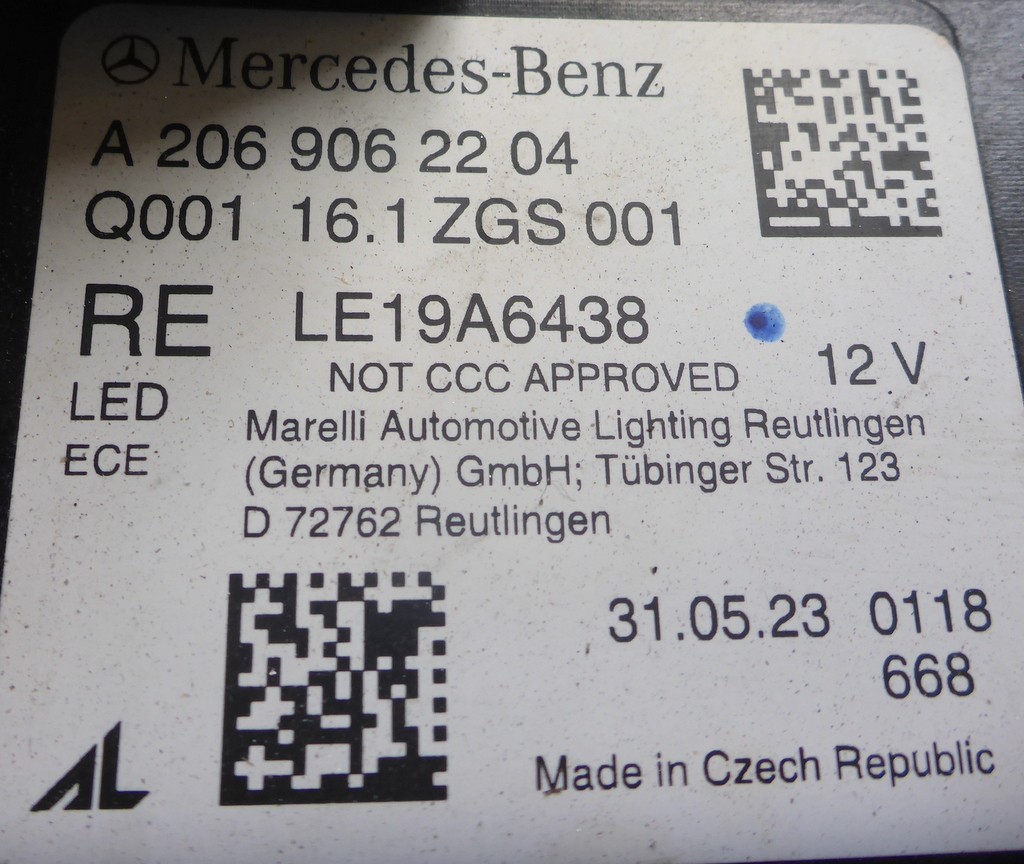 Mercedes-Benz
A 206 906 22 04
Q001 16.1 ZGS 001
RE LE19A6438
NOT CCC APPROVED 12 V
LED
ECE
Marelli Automotive Lighting Reutlingen
(Germany) GmbH; Tübinger Str. 123
D 72762 Reutlingen
31.05.23 0118
668
AL
Made in Czech Republic